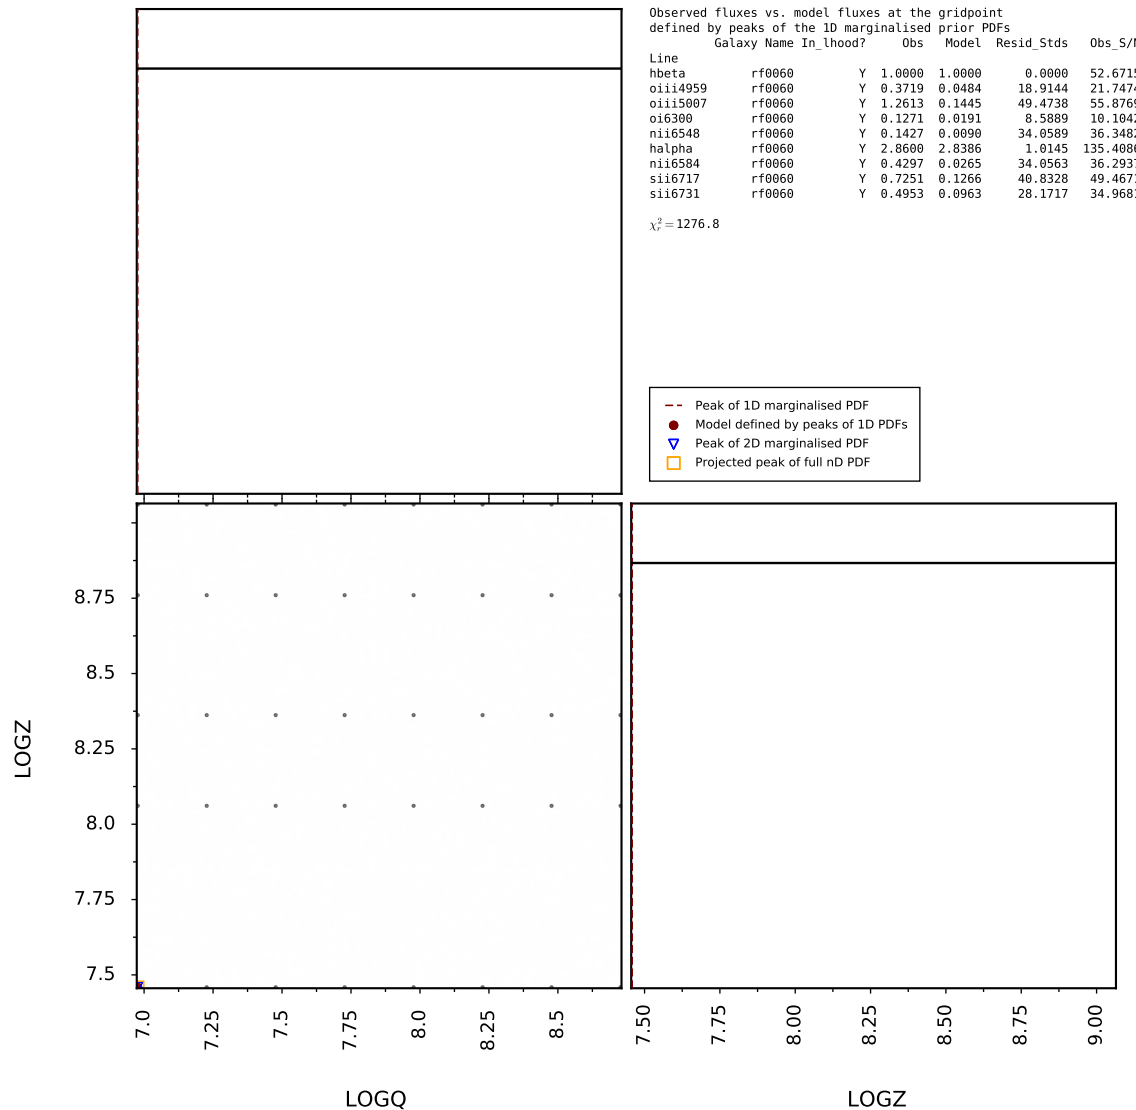 Observed fluxes vs. model fluxes at the gridpoint
defined by peaks of the 1D marginalised prior PDFs
Galaxy Name In_lhood? Obs Model Resid_Stds Obs_S/N
Line
hbeta rf0060 Y 1.0000 1.0000 0.0000 52.6715
oiii4959 rf0060 Y 0.3719 0.0484 18.9144 21.7474
oiii5007 rf0060 Y 1.2613 0.1445 49.4738 55.8769
oi6300 rf0060 Y 0.1271 0.0191 8.5889 10.1042
nii6548 rf0060 Y 0.1427 0.0090 34.0589 36.3482
halpha rf0060 Y 2.8600 2.8386 1.0145 135.4086
nii6584 rf0060 Y 0.4297 0.0265 34.0563 36.2937
sii6717 rf0060 Y 0.7251 0.1266 40.8328 49.4671
sii6731 rf0060 Y 0.4953 0.0963 28.1717 34.9681
χ²ᵣ = 1276.8
Peak of 1D marginalised PDF
Model defined by peaks of 1D PDFs
Peak of 2D marginalised PDF
Projected peak of full nD PDF
8.75
8.5
8.25
8.0
7.75
7.5
LOGZ
7.0 7.25 7.5 7.75 8.0 8.25 8.5
LOGQ
7.50 7.75 8.00 8.25 8.50 8.75 9.00
LOGZ